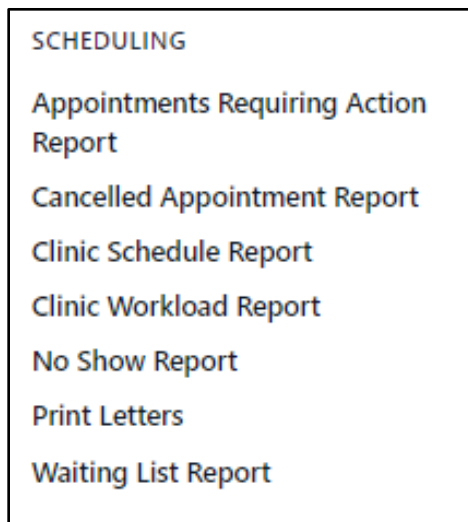 SCHEDULING
Appointments Requiring Action
Report
Cancelled Appointment Report
Clinic Schedule Report
Clinic Workload Report
No Show Report
Print Letters
Waiting List Report